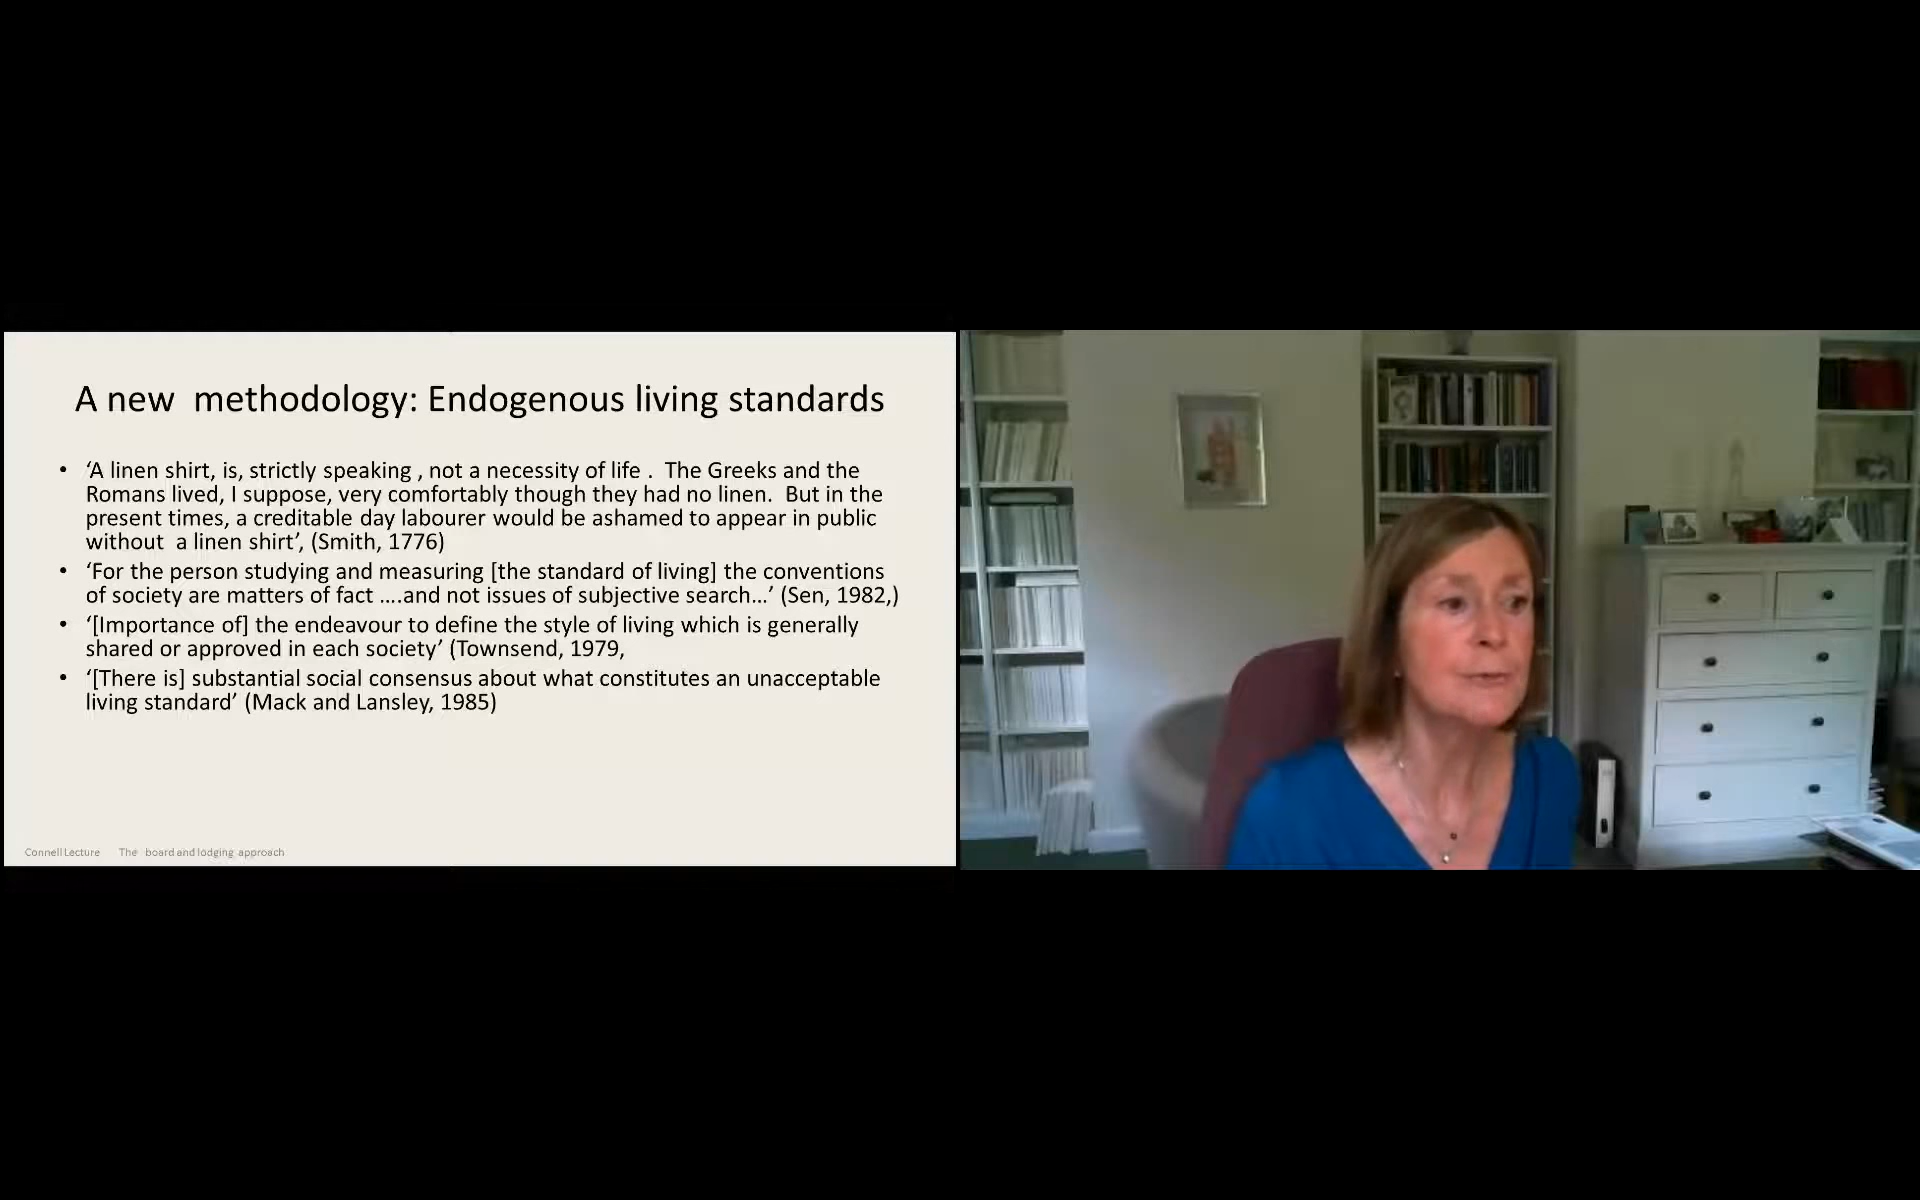 A new  methodology: Endogenous living standards
• ‘A linen shirt, is, strictly speaking , not a necessity of life .  The Greeks and the
Romans lived, I suppose, very comfortably though they had no linen.  But in the
present times, a creditable day labourer would be ashamed to appear in public
without  a linen shirt’, (Smith, 1776)
• ‘For the person studying and measuring [the standard of living] the conventions
of society are matters of fact ….and not issues of subjective search…’ (Sen, 1982,)
• ‘[Importance of] the endeavour to define the style of living which is generally
shared or approved in each society’ (Townsend, 1979,
• ‘[There is] substantial social consensus about what constitutes an unacceptable
living standard’ (Mack and Lansley, 1985)
Connell Lecture    The  board and lodging  approach